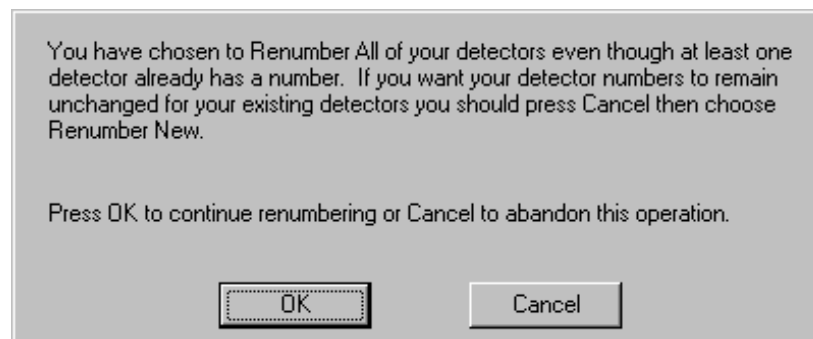 You have chosen to Renumber All of your detectors even though at least one
detector already has a number.  If you want your detector numbers to remain
unchanged for your existing detectors you should press Cancel then choose
Renumber New.
Press OK to continue renumbering or Cancel to abandon this operation.
OK
Cancel